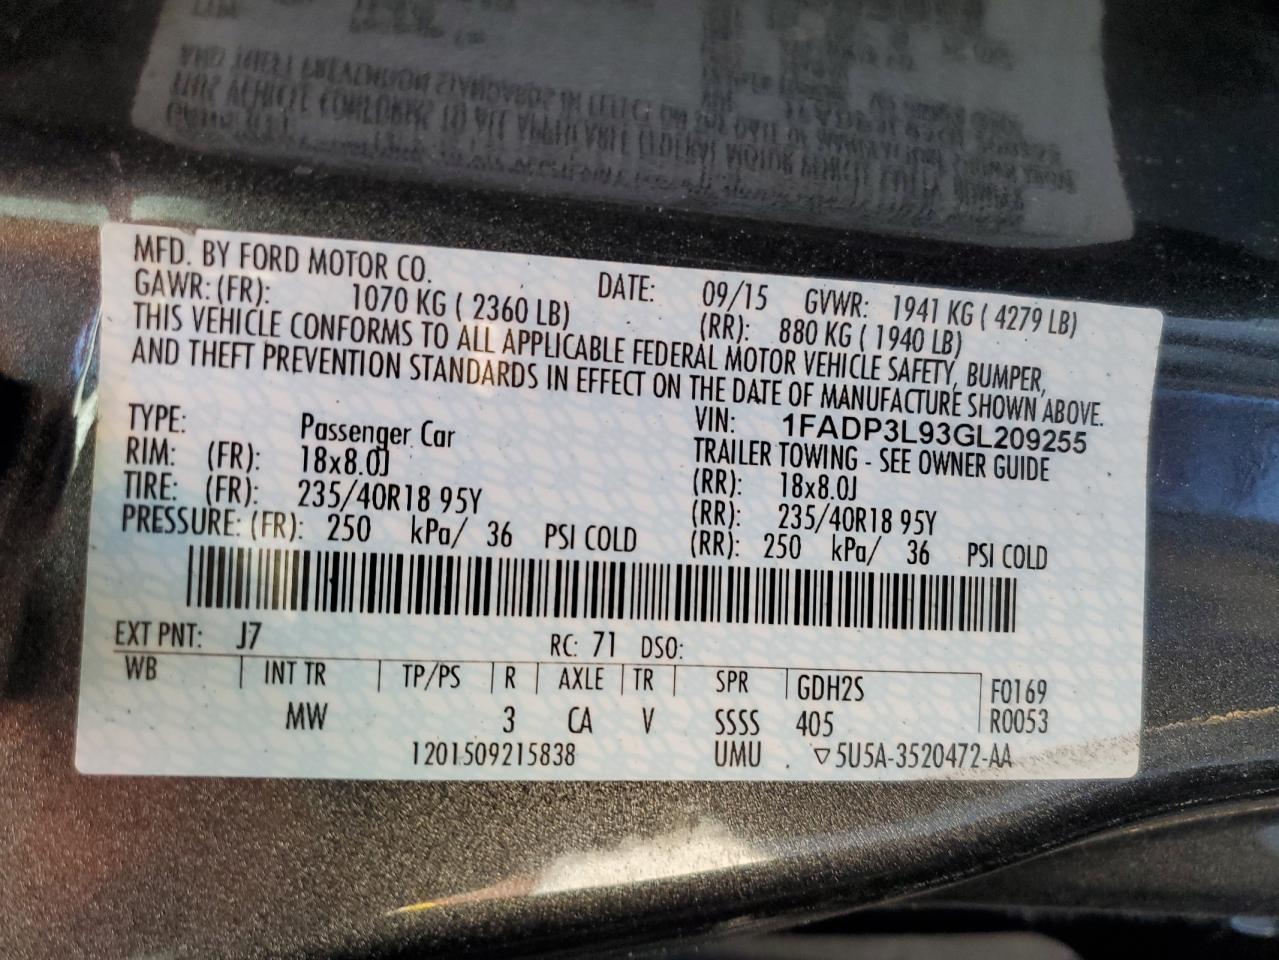 MFD. BY FORD MOTOR CO.
DATE: 09/15 GVWR: 1941 KG ( 4279 LB)
GAWR: (FR): 1070 KG ( 2360 LB) (RR): 880 KG ( 1940 LB)
THIS VEHICLE CONFORMS TO ALL APPLICABLE FEDERAL MOTOR VEHICLE SAFETY, BUMPER,
AND THEFT PREVENTION STANDARDS IN EFFECT ON THE DATE OF MANUFACTURE SHOWN ABOVE.
VIN: 1FADP3L93GL209255
TYPE: Passenger Car TRAILER TOWING - SEE OWNER GUIDE
RIM: (FR): 18x8.0J (RR): 18x8.0J
TIRE: (FR): 235/40R18 95Y (RR): 235/40R18 95Y
PRESSURE: (FR): 250 kPa/ 36 PSI COLD (RR): 250 kPa/ 36 PSI COLD
EXT PNT: J7 RC: 71 DSO:
WB INT TR TP/PS R AXLE TR SPR GDH2S F0169
MW 3 CA V SSSS 405 R0053
1201509215838 UMU . ▽5U5A-3520472-AA